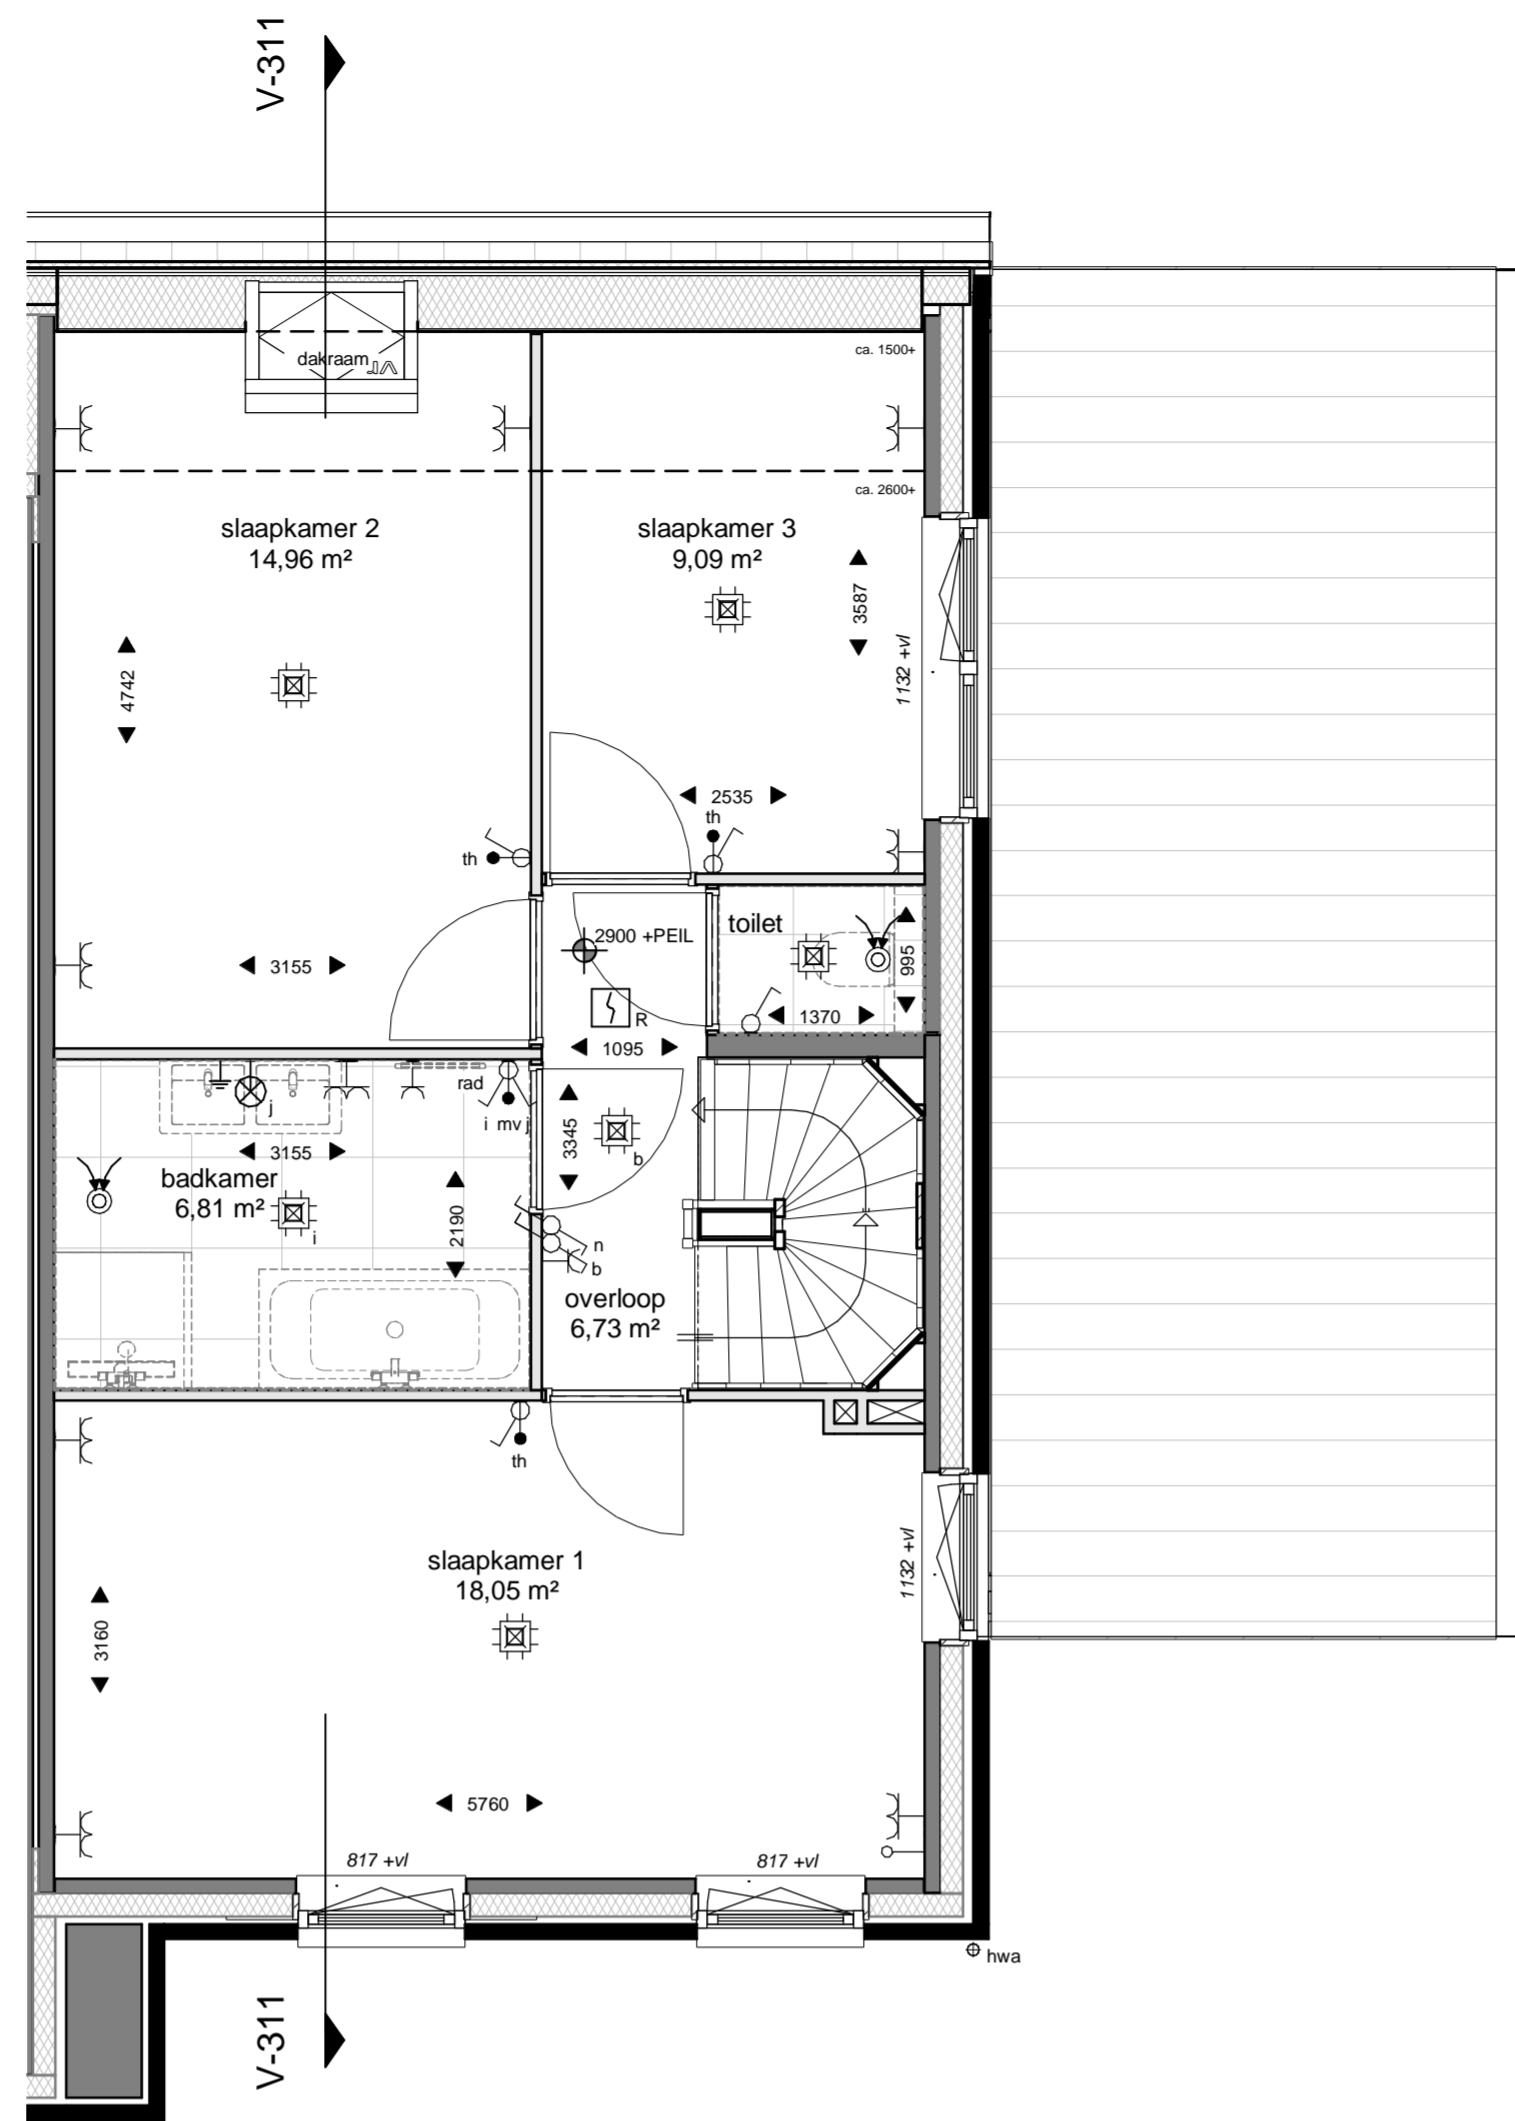 V-311
dakraam
ca. 1500+
ca. 2600+
slaapkamer 2
14,96 m²
slaapkamer 3
9,09 m²
3587
1132 +vl
4742
2535
th
th
toilet
2900 +PEIL
995
3155
R
1370
1095
rad
j
i mv j
3345
b
3155
badkamer
6,81 m²
i
2190
n
b
overloop
6,73 m²
th
slaapkamer 1
18,05 m²
1132 +vl
3160
5760
817 +vl
817 +vl
hwa
V-311